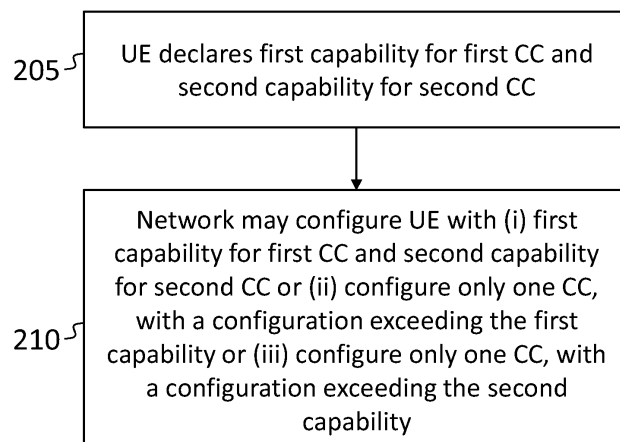 205
UE declares first capability for first CC and
second capability for second CC
210
Network may configure UE with (i) first
capability for first CC and second capability
for second CC or (ii) configure only one CC,
with a configuration exceeding the first
capability or (iii) configure only one CC, with
a configuration exceeding the second
capability